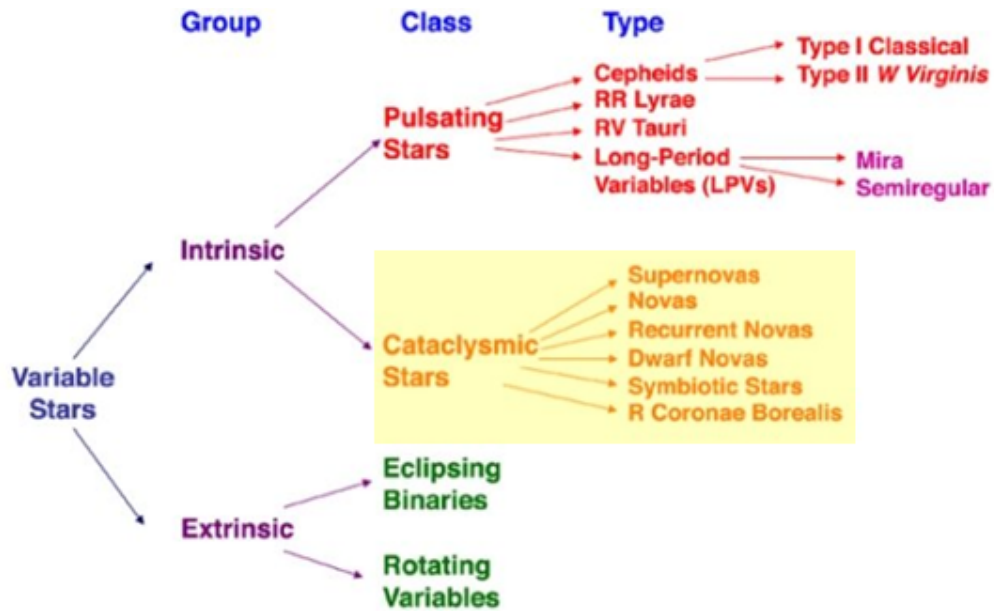 Group Class Type
Type I Classical
Cepheids
Type II W Virginis
Pulsating
Stars
RR Lyrae
RV Tauri
Long-Period
Variables (LPVs)
Mira
Semiregular
Intrinsic
Supernovas
Novas
Cataclysmic
Stars
Recurrent Novas
Dwarf Novas
Symbiotic Stars
R Coronae Borealis
Variable
Stars
Eclipsing
Binaries
Extrinsic
Rotating
Variables